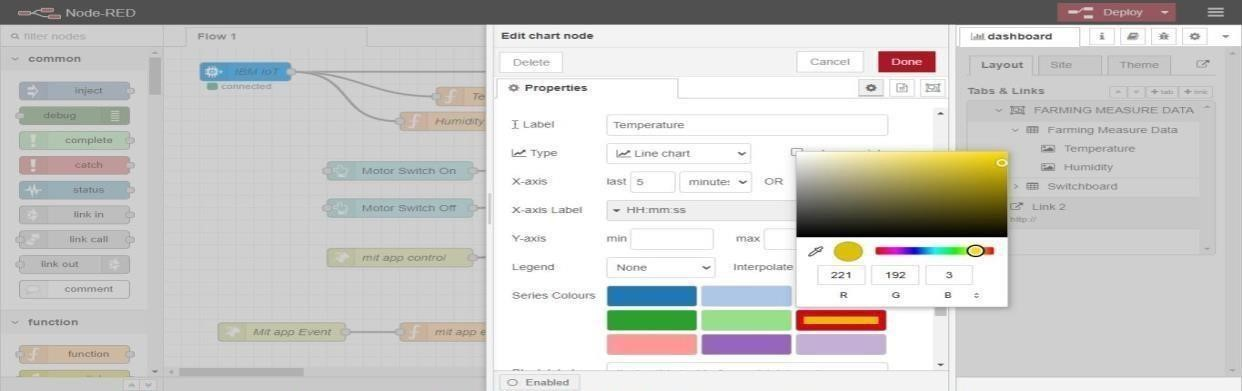 Node-RED
Deploy
filter nodes
common
inject
debug
complete
catch
status
link in
link call
link out
comment
function
function
Flow 1
IBM IoT
connected
Humidity
Motor Switch On
Motor Switch Off
mit app control
Mit app Event
mit app e
Edit chart node
Delete
Cancel
Done
Properties
Label
Temperature
Type
Line chart
X-axis
last
5
minutes
OR
X-axis Label
HH:mm:ss
Y-axis
min
max
Legend
None
Interpolate
Series Colours
221
192
3
R
G
B
Enabled
dashboard
Layout
Site
Theme
Tabs & Links
+ tab
+ link
FARMING MEASURE DATA
Farming Measure Data
Temperature
Humidity
Switchboard
Link 2
http://